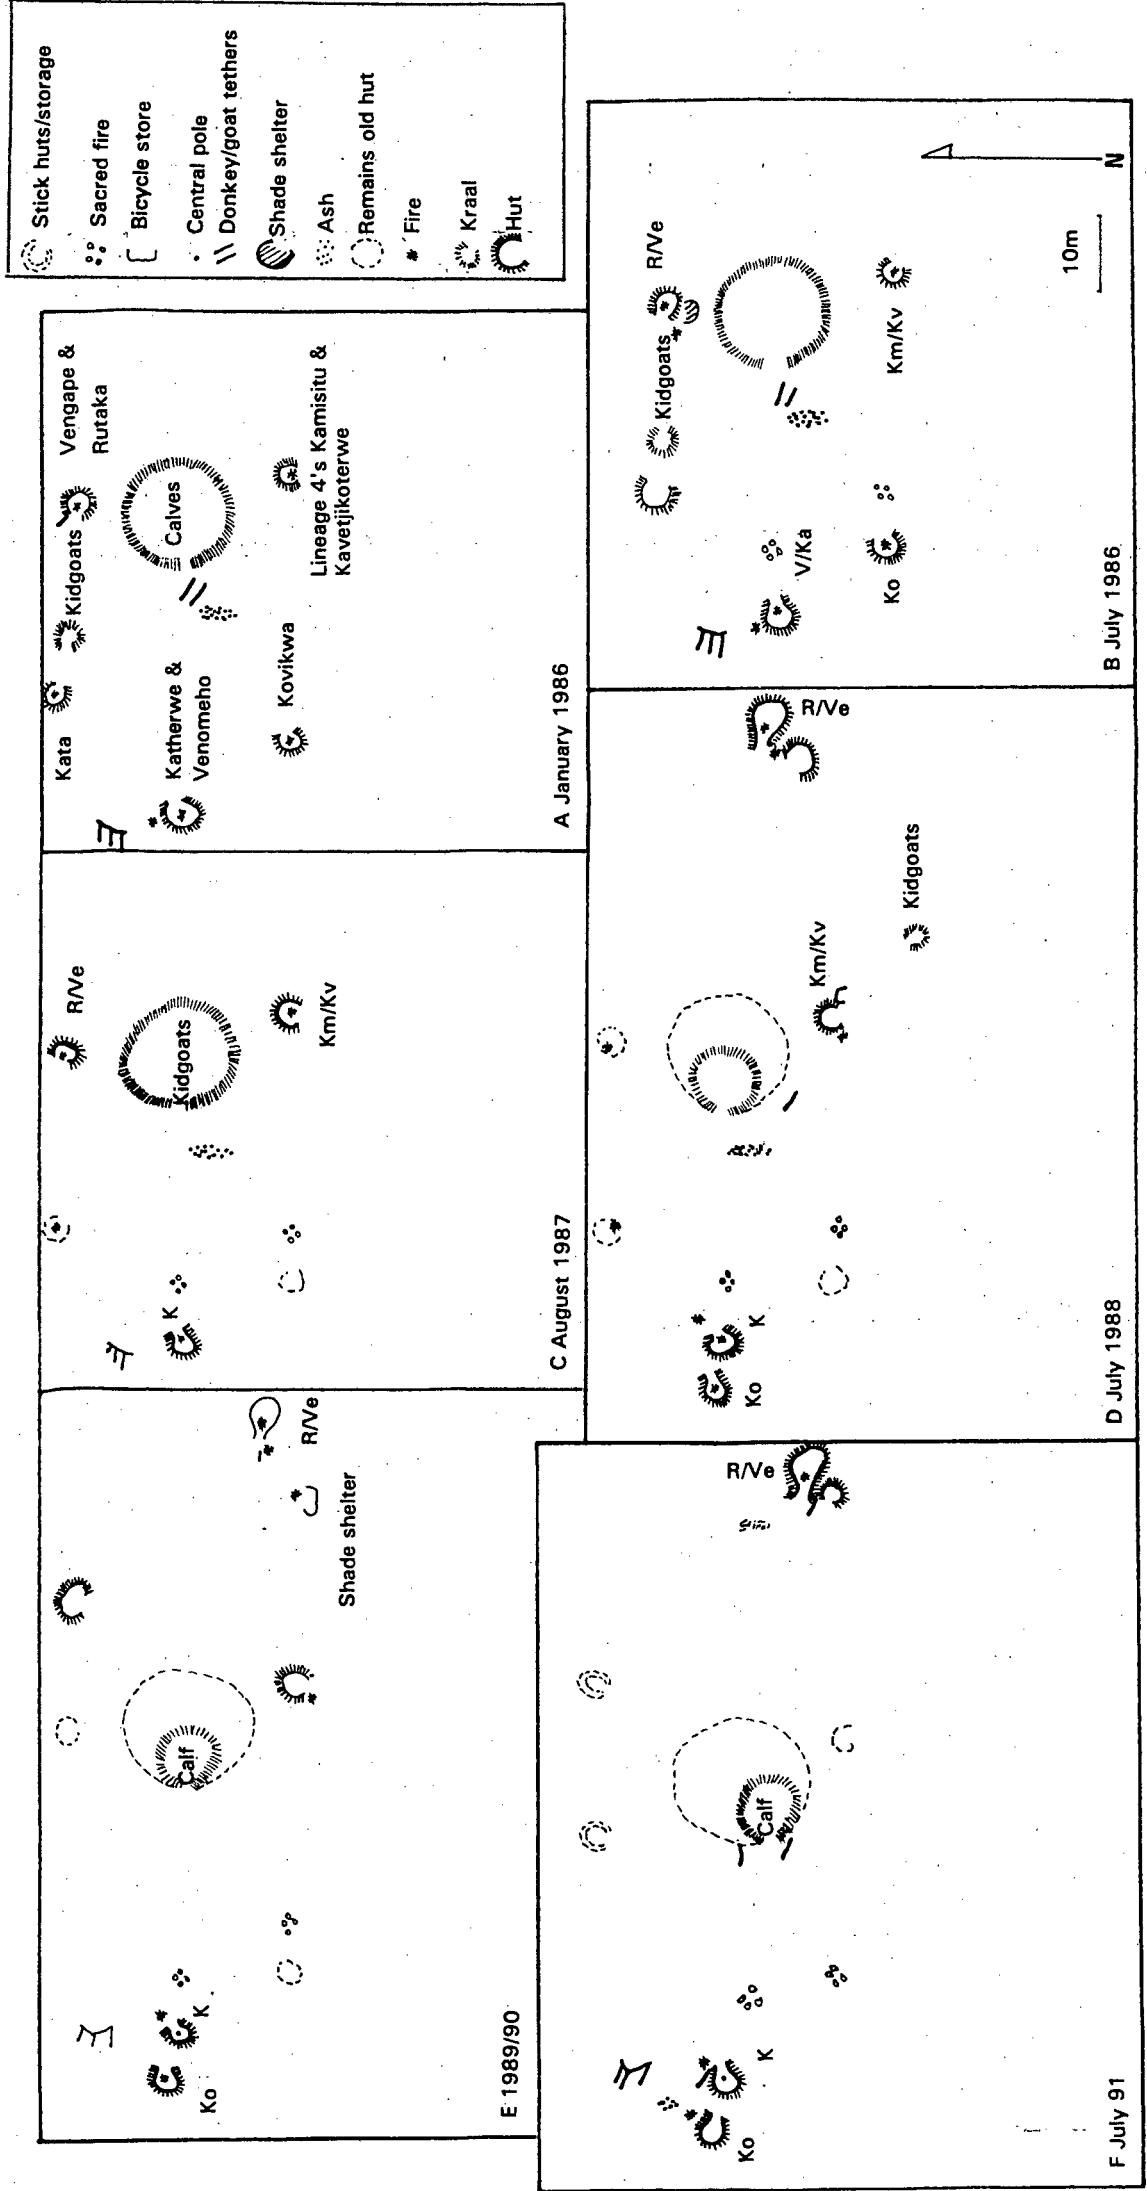 Stick huts/storage
Sacred fire
Bicycle store
Central pole
Donkey/goat tethers
Shade shelter
Ash
Remains old hut
Fire
Kraal
Hut
Vengape &
Rutaka
Kidgoats
Kata
Calves
Katherwe &
Venomeho
Kovikwa
Lineage 4's Kamisitu &
Kavetjikoterwe
A January 1986
R/Ve
Kidgoats
V/Ka
Km/Kv
Ko
10m
N
B July 1986
R/Ve
Kidgoats
K
Km/Kv
C August 1987
R/Ve
Km/Kv
Kidgoats
K
Ko
D July 1988
R/Ve
Shade shelter
Calf
K
Ko
E 1989/90
R/Ve
Calf
K
Ko
F July 91